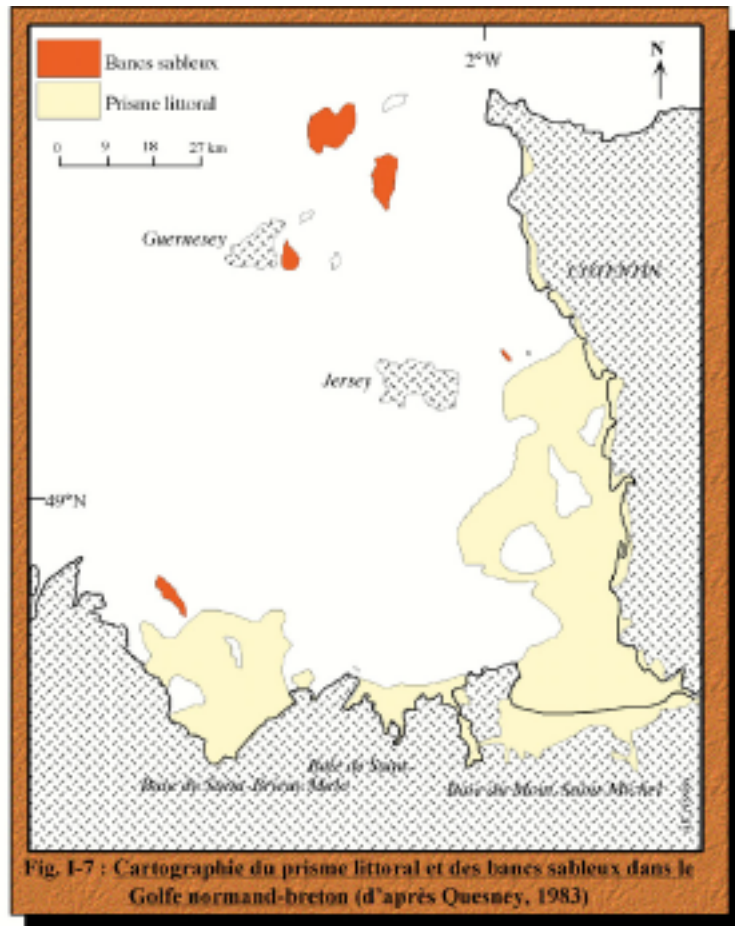 Bancs sableux
Prisme littoral
0 9 18 27 km
2°W
N
Guernesey
COTENTIN
Jersey
49°N
Baie de Saint-
Baie de Saint-Brieuc Malo
Baie du Mont Saint Michel
Fig. I-7 : Cartographie du prisme littoral et des bancs sableux dans le
Golfe normand-breton (d'après Quesney, 1983)